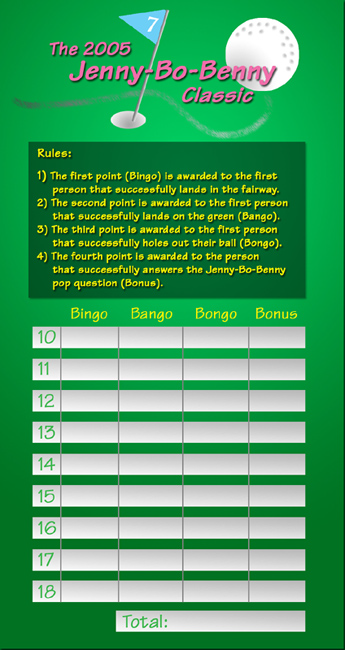 7
The 2005
Jenny-Bo-Benny
Classic
Rules:
1) The first point (Bingo) is awarded to the first
person that successfully lands in the fairway.
2) The second point is awarded to the first person
that successfully lands on the green (Bango).
3) The third point is awarded to the first person
that successfully holes out their ball (Bongo).
4) The fourth point is awarded to the person
that successfully answers the Jenny-Bo-Benny
pop question (Bonus).
Bingo Bango Bongo Bonus
10
11
12
13
14
15
16
17
18
Total: